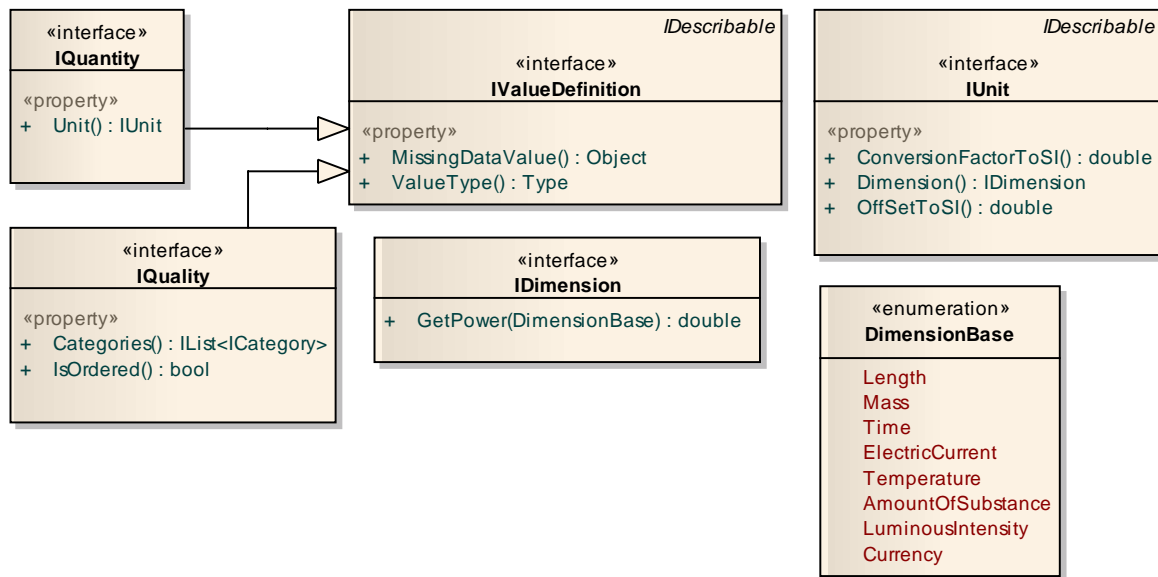 «interface»
IQuantity
«property»
+ Unit() : IUnit
IDescribable
«interface»
IValueDefinition
«property»
+ MissingDataValue() : Object
+ ValueType() : Type
IDescribable
«interface»
IUnit
«property»
+ ConversionFactorToSI() : double
+ Dimension() : IDimension
+ OffSetToSI() : double
«interface»
IQuality
«property»
+ Categories() : IList<ICategory>
+ IsOrdered() : bool
«interface»
IDimension
+ GetPower(DimensionBase) : double
«enumeration»
DimensionBase
Length
Mass
Time
ElectricCurrent
Temperature
AmountOfSubstance
LuminousIntensity
Currency